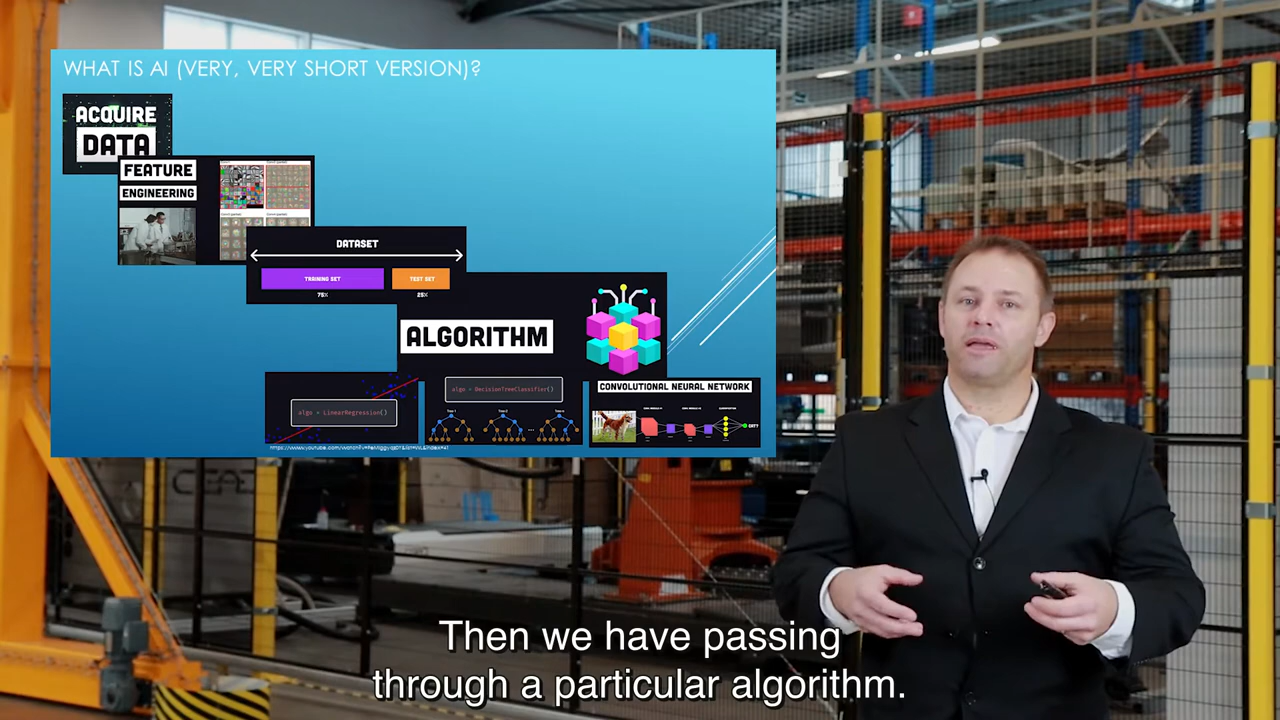 WHAT IS AI (VERY, VERY SHORT VERSION)?
ACQUIRE
DATA
FEATURE
ENGINEERING
DATASET
TRAINING SET
TEST SET
75%
25%
ALGORITHM
algo = LinearRegression()
algo = DecisionTreeClassifier()
CONVOLUTIONAL NEURAL NETWORK
Then we have passing
through a particular algorithm.